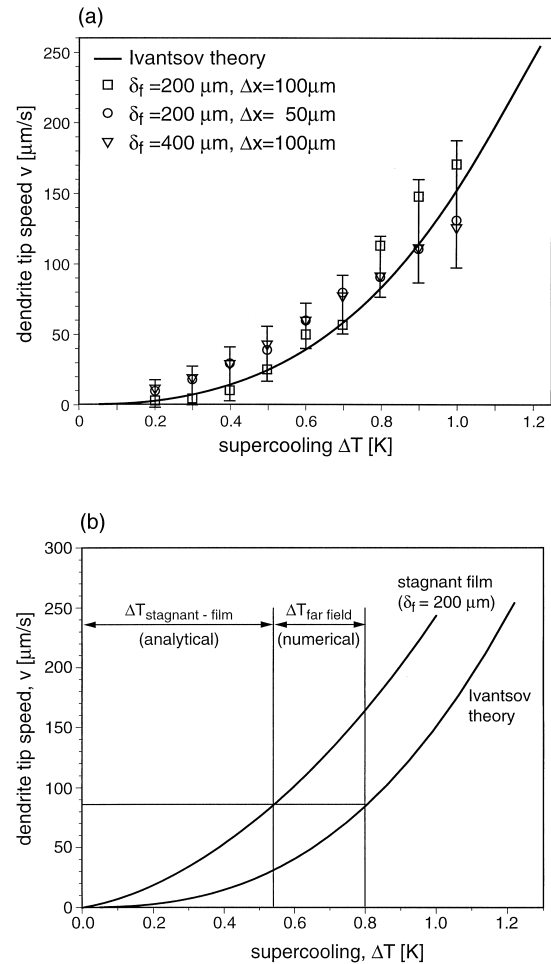 (a)
Ivantsov theory
δf =200 μm, Δx=100μm
δf =200 μm, Δx= 50μm
δf =400 μm, Δx=100μm
dendrite tip speed v [μm/s]
250
200
150
100
50
0
0 0.2 0.4 0.6 0.8 1.0 1.2
supercooling ΔT [K]
(b)
dendrite tip speed, v [μm/s]
300
250
200
150
100
50
0
ΔTstagnant - film
(analytical)
ΔTfar field
(numerical)
stagnant film
(δf = 200 μm)
Ivantsov
theory
0.0 0.2 0.4 0.6 0.8 1.0 1.2
supercooling, ΔT [K]